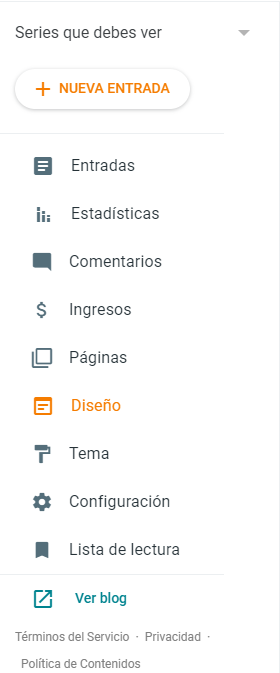 Series que debes ver
NUEVA ENTRADA
Entradas
Estadísticas
Comentarios
Ingresos
Páginas
Diseño
Tema
Configuración
Lista de lectura
Ver blog
Términos del Servicio · Privacidad ·
Política de Contenidos